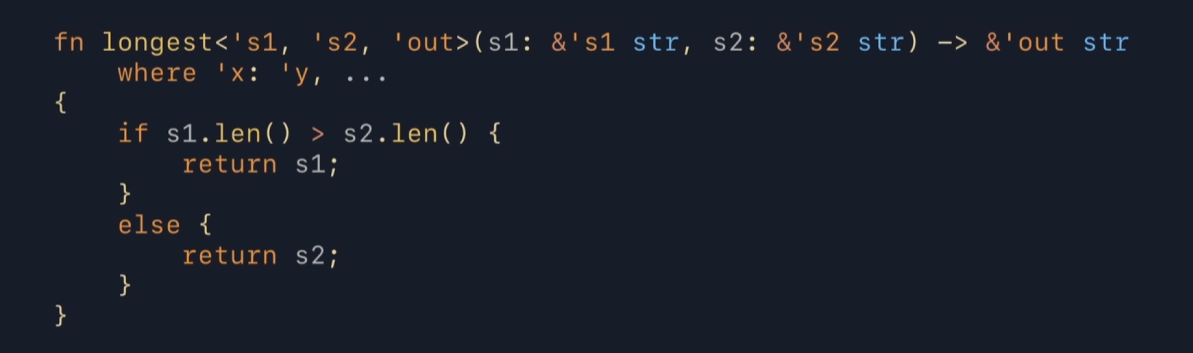 fn longest<'s1, 's2, 'out>(s1: &'s1 str, s2: &'s2 str) -> &'out str
    where 'x: 'y, ...
{
    if s1.len() > s2.len() {
        return s1;
    }
    else {
        return s2;
    }
}